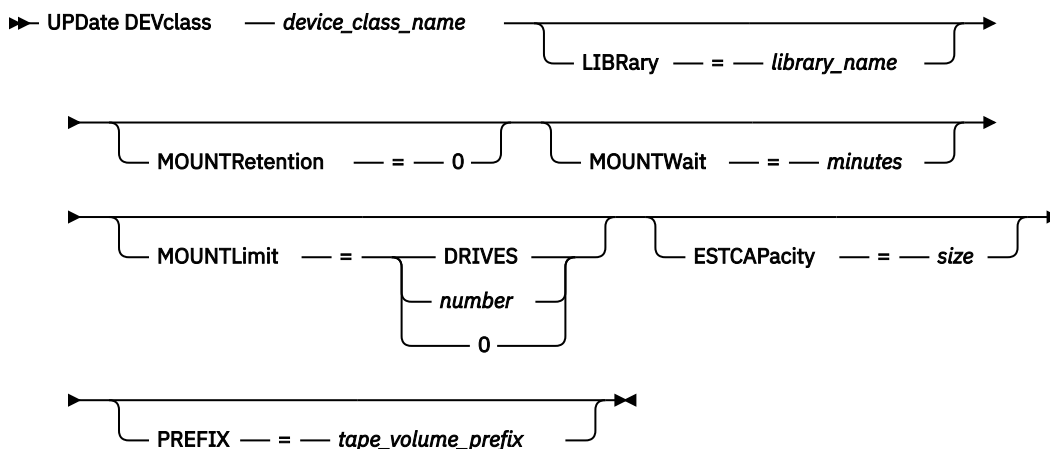 UPDate DEVclass device_class_name
LIBRary = library_name
MOUNTRetention = 0 MOUNTWait = minutes
MOUNTLimit = DRIVES ESTCAPacity = size
number
0
PREFIX = tape_volume_prefix